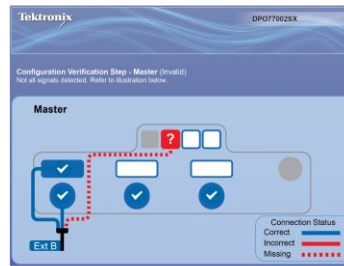 Tektronix
DPO77002SX
Configuration Verification Step - Master (Invalid)
Not all signals detected. Refer to illustration below.
Master
?
Ext B
Connection Status
Correct
Incorrect
Missing